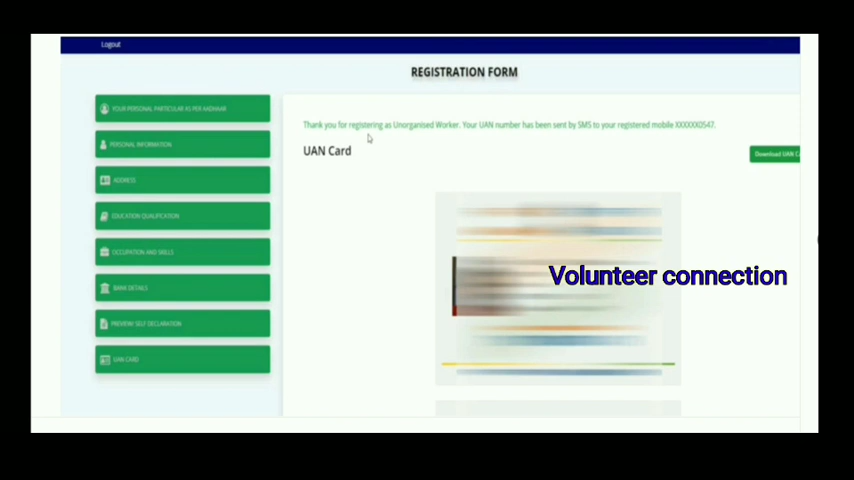 Logout
REGISTRATION FORM
YOUR PERSONAL PARTICULAR AS PER AADHAAR
Thank you for registering as Unorganised Worker. Your UAN number has been sent by SMS to your registered mobile XXXXXX0547.
PERSONAL INFORMATION
UAN Card
Download UAN C
ADDRESS
EDUCATION QUALIFICATION
OCCUPATION AND SKILLS
Volunteer connection
BANK DETAILS
PREVIEW/ SELF DECLARATION
UAN CARD